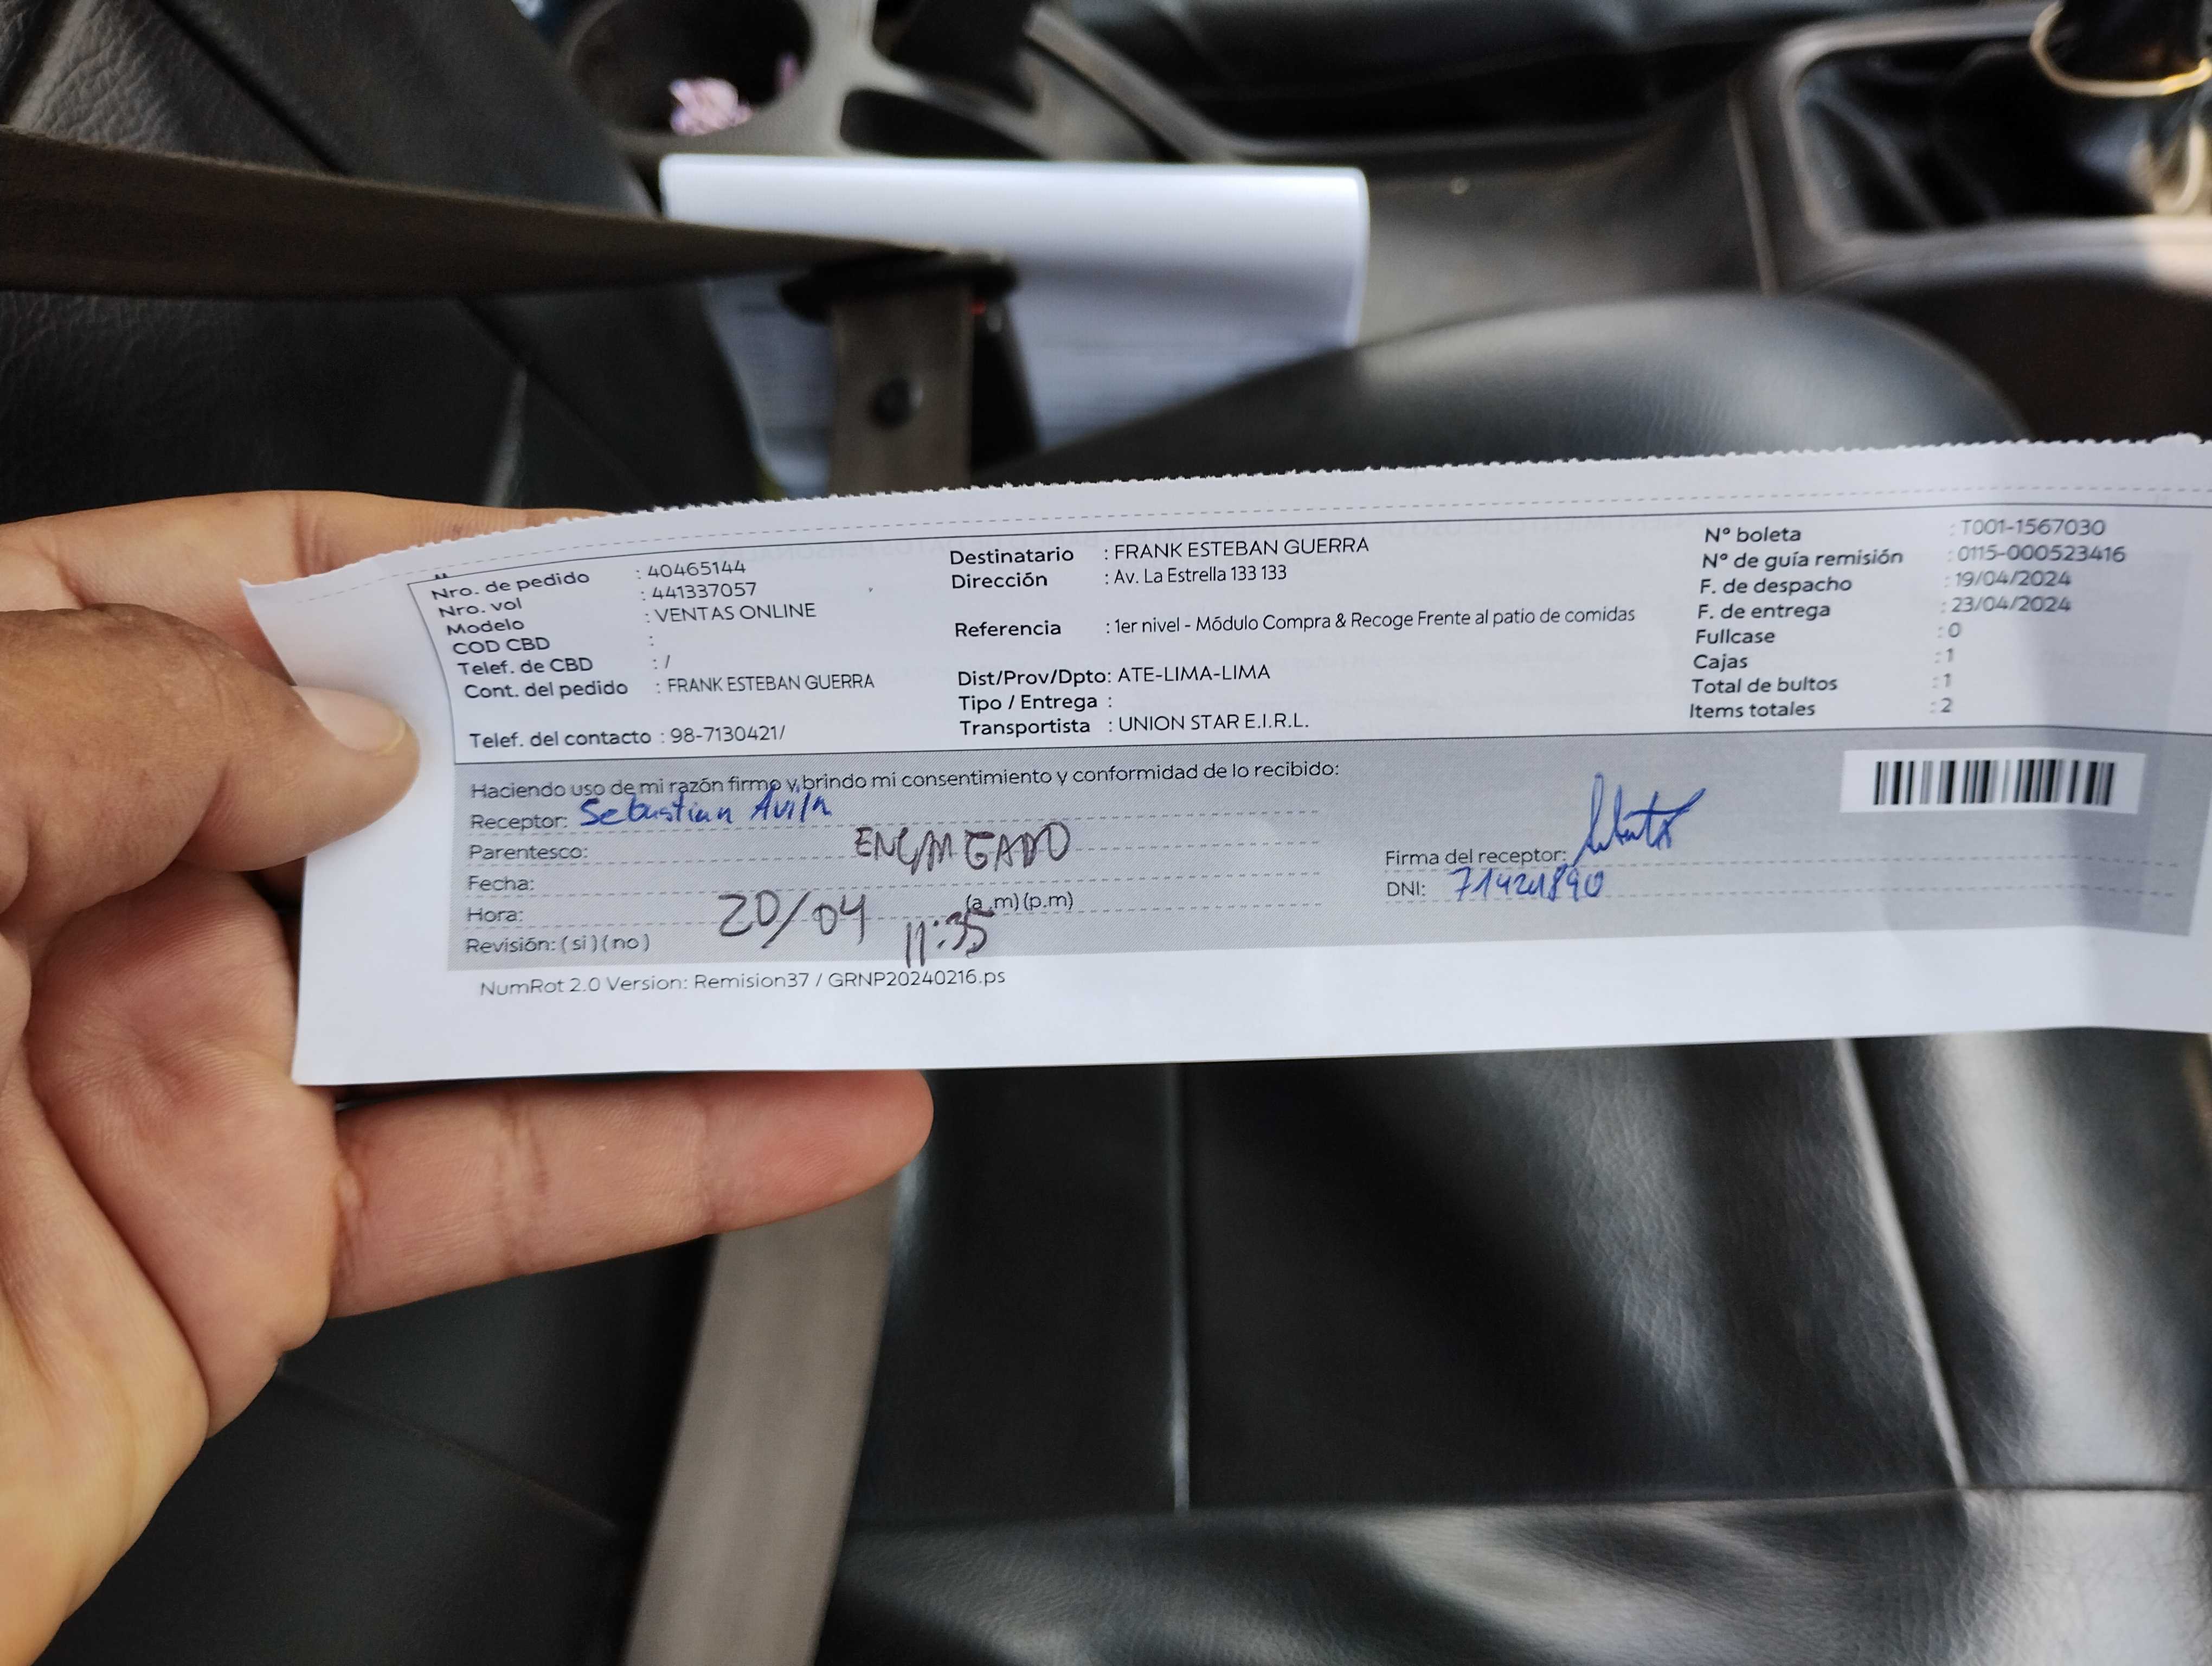 Nro. de pedido : 40465144
Nro. vol : 441337057
Modelo : VENTAS ONLINE
COD CBD :
Telef. de CBD : /
Cont. del pedido : FRANK ESTEBAN GUERRA
Telef. del contacto : 98-7130421/
Destinatario : FRANK ESTEBAN GUERRA
Dirección : Av. La Estrella 133 133
Referencia : 1er nivel - Módulo Compra & Recoge Frente al patio de comidas
Dist/Prov/Dpto: ATE-LIMA-LIMA
Tipo / Entrega :
Transportista : UNION STAR E.I.R.L.
Nº boleta : T001-1567030
Nº de guía remisión : 0115-000523416
F. de despacho : 19/04/2024
F. de entrega : 23/04/2024
Fullcase : 0
Cajas : 1
Total de bultos : 1
Items totales : 2
Haciendo uso de mi razón firmo y brindo mi consentimiento y conformidad de lo recibido:
Receptor: Sebastian Avila
Parentesco:
Fecha: 20/04
Hora: 11:35 (a.m) (p.m)
Revisión: (si) (no)
Firma del receptor:
DNI:
NumRot 2.0 Version: Remision37 / GRNP20240216.ps